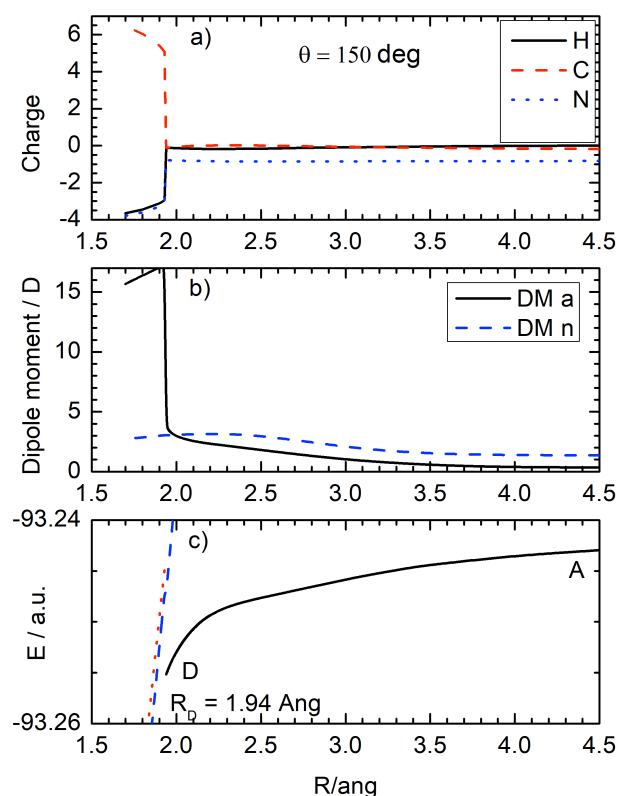 6
4
2
0
-2
-4
Charge
a)
θ = 150 deg
H
C
N
1.5 2.0 2.5 3.0 3.5 4.0 4.5
15
10
5
0
Dipole moment / D
b)
DM a
DM n
1.5 2.0 2.5 3.0 3.5 4.0 4.5
-93.24
-93.26
E / a.u.
c)
A
D
R_D = 1.94 Ang
1.5 2.0 2.5 3.0 3.5 4.0 4.5
R/ang